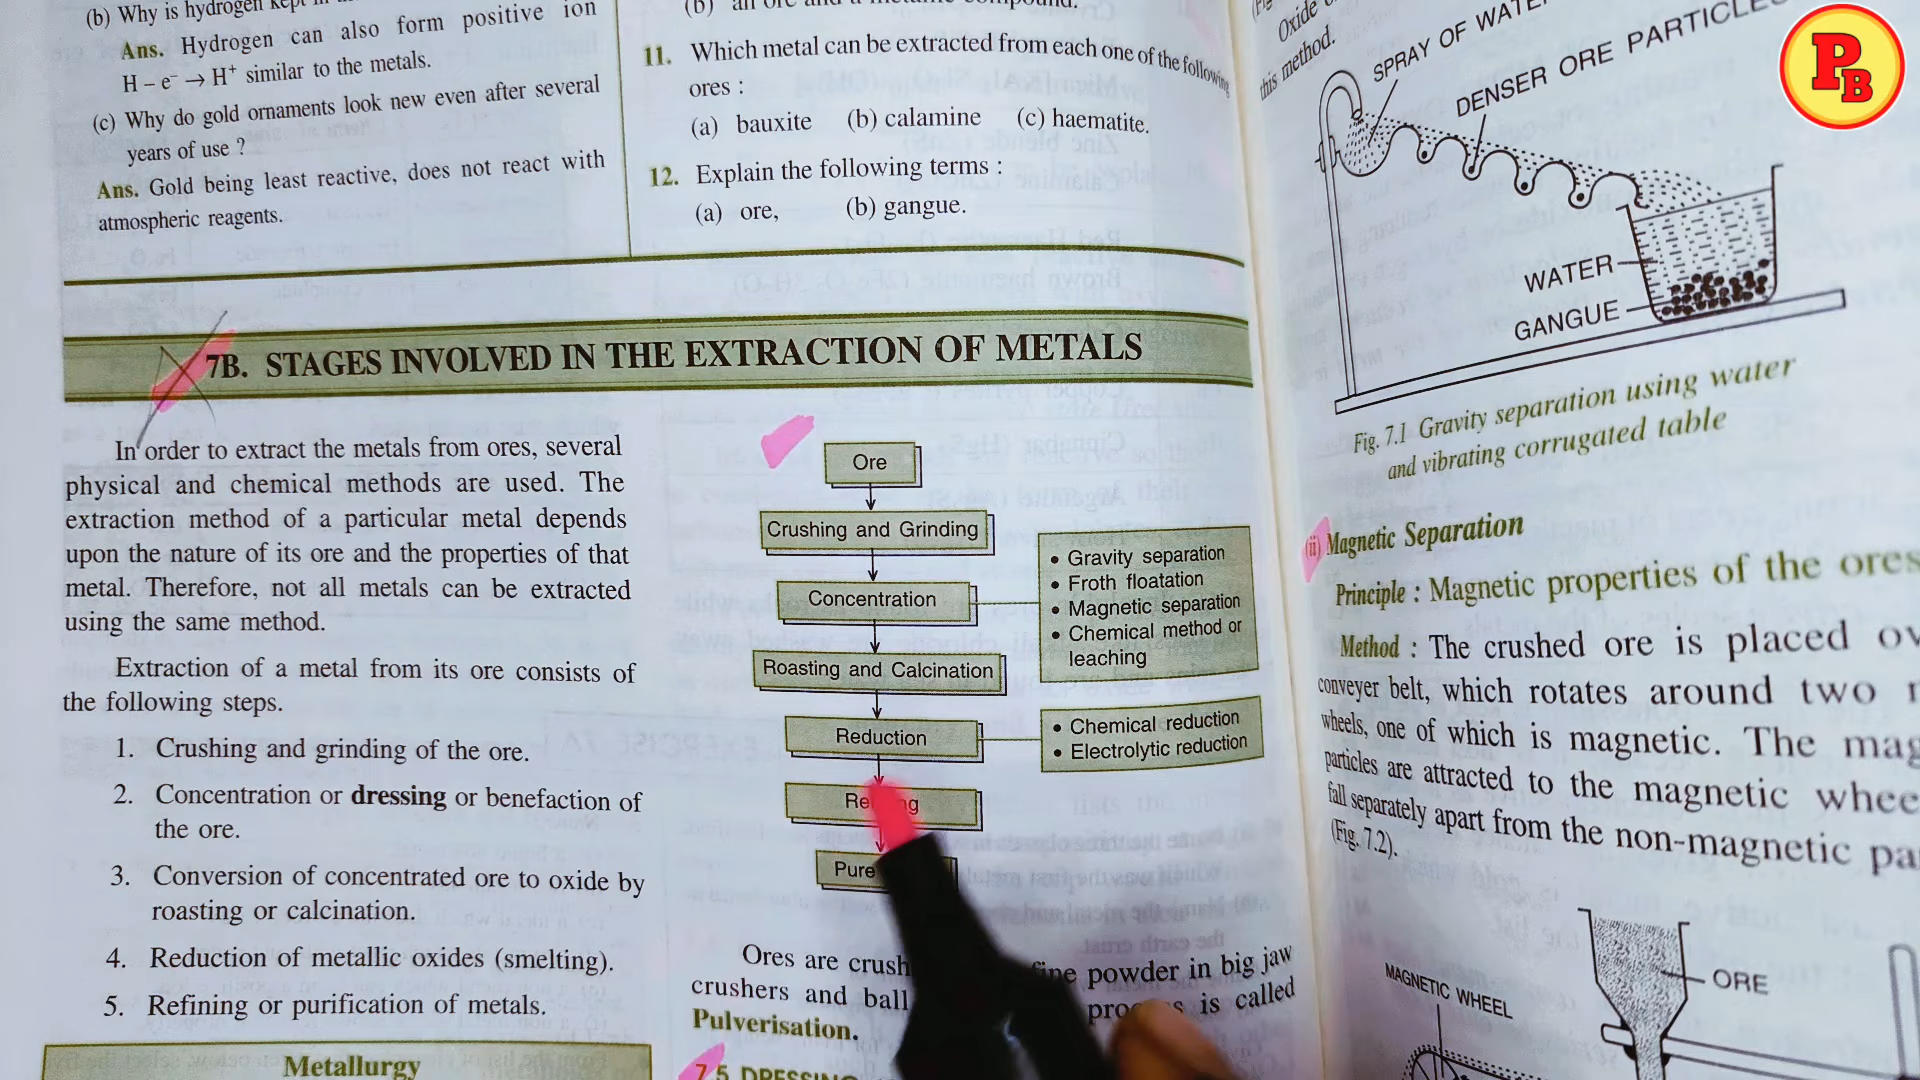 (b) Why is hydrogen kept in
Ans. Hydrogen can also form positive ion
H – e⁻ → H⁺ similar to the metals.
(c) Why do gold ornaments look new even after several
years of use ?
Ans. Gold being least reactive, does not react with
atmospheric reagents.
11. Which metal can be extracted from each one of the following
ores :
(a) bauxite (b) calamine (c) haematite.
12. Explain the following terms :
(a) ore, (b) gangue.
7B. STAGES INVOLVED IN THE EXTRACTION OF METALS
In order to extract the metals from ores, several
physical and chemical methods are used. The
extraction method of a particular metal depends
upon the nature of its ore and the properties of that
metal. Therefore, not all metals can be extracted
using the same method.
Extraction of a metal from its ore consists of
the following steps.
1. Crushing and grinding of the ore.
2. Concentration or dressing or benefaction of
the ore.
3. Conversion of concentrated ore to oxide by
roasting or calcination.
4. Reduction of metallic oxides (smelting).
5. Refining or purification of metals.
Metallurgy
Ore
Crushing and Grinding
Concentration
• Gravity separation
• Froth floatation
• Magnetic separation
• Chemical method or
leaching
Roasting and Calcination
Reduction
• Chemical reduction
• Electrolytic reduction
Pure
Ores are crush
fine powder in big jaw
crushers and ball
is called
Pulverisation.
7.5 DRESSING
Oxide
this method.
SPRAY OF WATER
DENSER ORE PARTICLES
WATER
GANGUE
Fig. 7.1 Gravity separation using water
and vibrating corrugated table
(ii) Magnetic Separation
Principle : Magnetic properties of the ores
Method : The crushed ore is placed
conveyer belt, which rotates around two
wheels, one of which is magnetic. The
particles are attracted to the magnetic
fall separately apart from the non-magnetic
(Fig. 7.2).
MAGNETIC WHEEL
ORE
PB